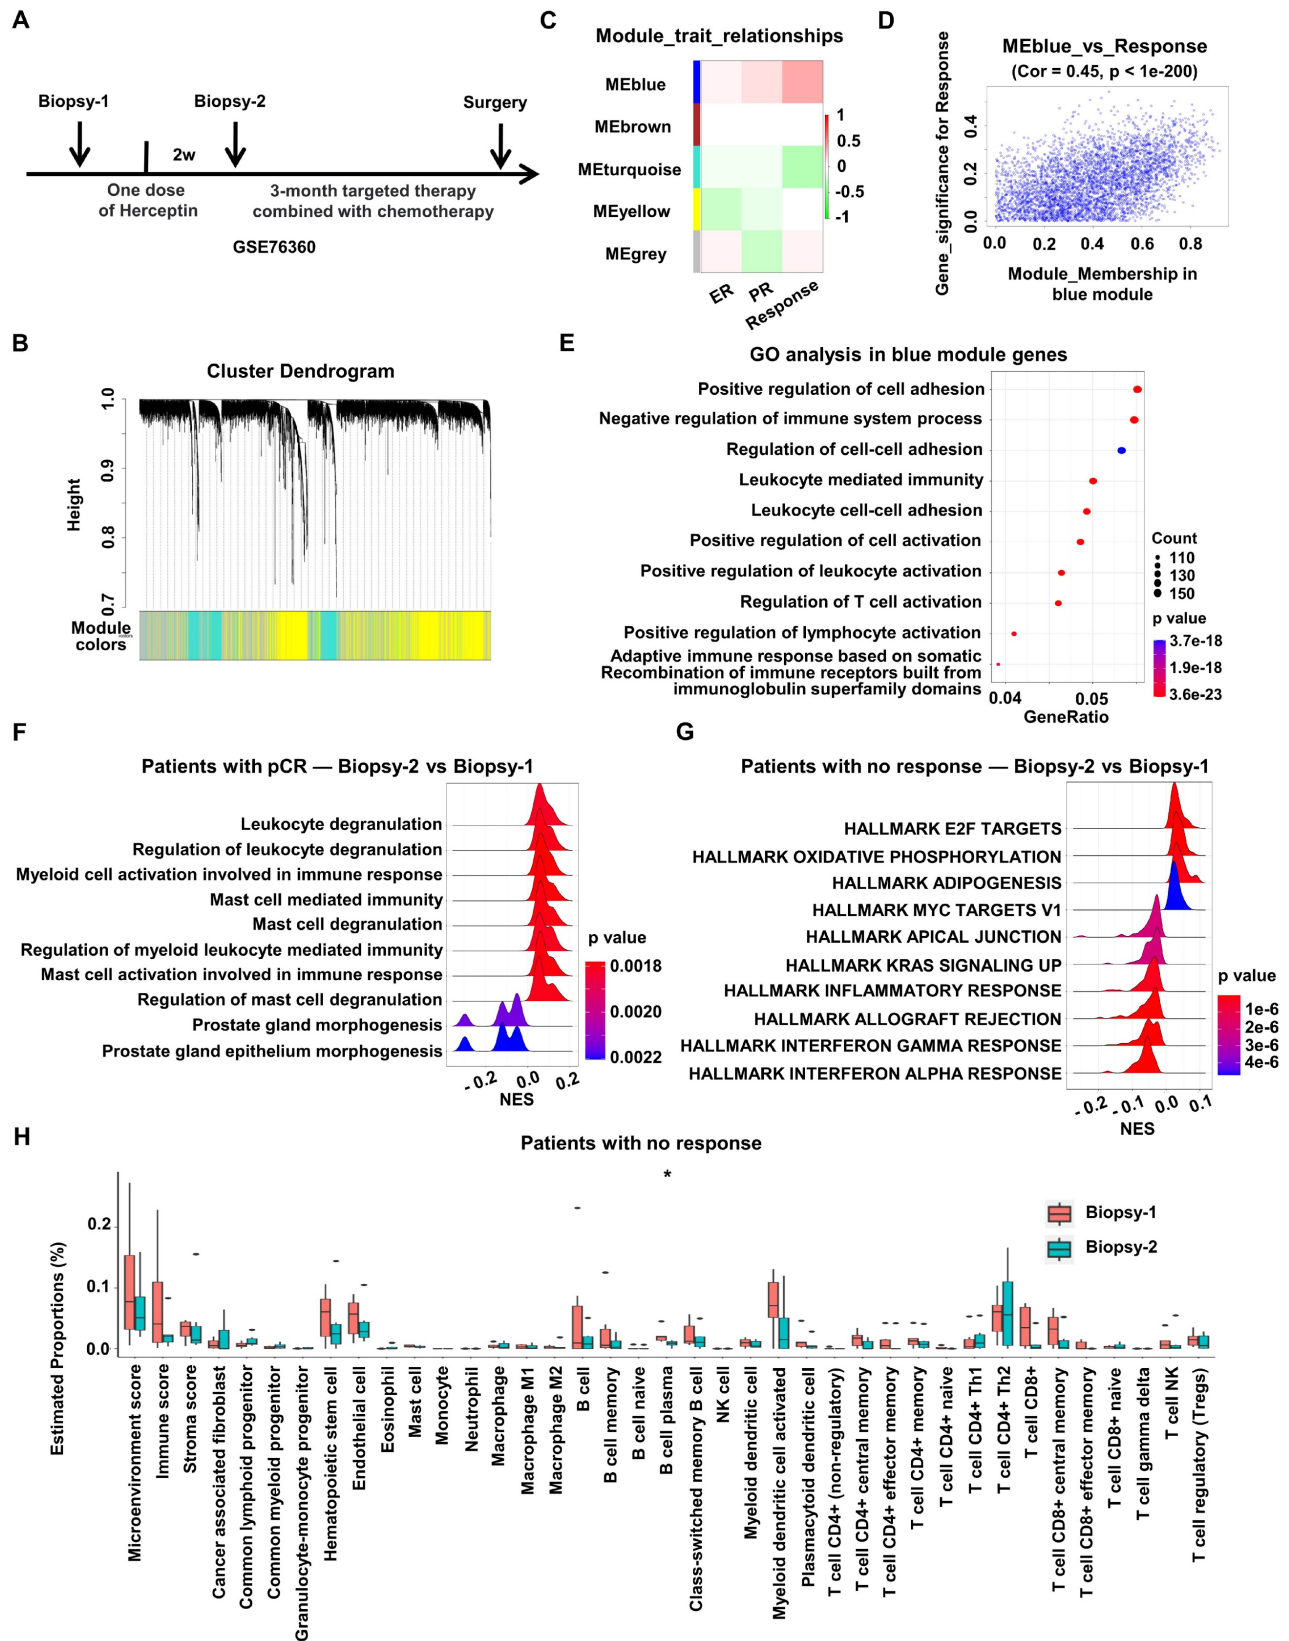 A
Biopsy-1
Biopsy-2
Surgery
2w
One dose
of Herceptin
3-month targeted therapy
combined with chemotherapy
GSE76360
B
Cluster Dendrogram
Height
1.0
0.9
0.8
0.7
Module
colors
C
Module_trait_relationships
MEblue
MEbrown
MEturquoise
MEyellow
MEgrey
1
0.5
0
-0.5
-1
ER
PR
Response
D
MEblue_vs_Response
(Cor = 0.45, p < 1e-200)
Gene_significance for Response
0.4
0.2
0.0
0.0
0.2
0.4
0.6
0.8
Module_Membership in
blue module
E
GO analysis in blue module genes
Positive regulation of cell adhesion
Negative regulation of immune system process
Regulation of cell-cell adhesion
Leukocyte mediated immunity
Leukocyte cell-cell adhesion
Positive regulation of cell activation
Positive regulation of leukocyte activation
Regulation of T cell activation
Positive regulation of lymphocyte activation
Adaptive immune response based on somatic
Recombination of immune receptors built from
immunoglobulin superfamily domains
0.04
0.05
GeneRatio
Count
110
130
150
p value
3.7e-18
1.9e-18
3.6e-23
F
Patients with pCR — Biopsy-2 vs Biopsy-1
Leukocyte degranulation
Regulation of leukocyte degranulation
Myeloid cell activation involved in immune response
Mast cell mediated immunity
Mast cell degranulation
Regulation of myeloid leukocyte mediated immunity
Mast cell activation involved in immune response
Regulation of mast cell degranulation
Prostate gland morphogenesis
Prostate gland epithelium morphogenesis
- 0.2
0.0
0.2
NES
p value
0.0018
0.0020
0.0022
G
Patients with no response — Biopsy-2 vs Biopsy-1
HALLMARK E2F TARGETS
HALLMARK OXIDATIVE PHOSPHORYLATION
HALLMARK ADIPOGENESIS
HALLMARK MYC TARGETS V1
HALLMARK APICAL JUNCTION
HALLMARK KRAS SIGNALING UP
HALLMARK INFLAMMATORY RESPONSE
HALLMARK ALLOGRAFT REJECTION
HALLMARK INTERFERON GAMMA RESPONSE
HALLMARK INTERFERON ALPHA RESPONSE
- 0.2
- 0.1
0.0
0.1
NES
p value
1e-6
2e-6
3e-6
4e-6
H
Patients with no response
*
Estimated Proportions (%)
0.2
0.1
0.0
Biopsy-1
Biopsy-2
Microenvironment score
Immune score
Stroma score
Cancer associated fibroblast
Common lymphoid progenitor
Common myeloid progenitor
Granulocyte-monocyte progenitor
Hematopoietic stem cell
Endothelial cell
Eosinophil
Mast cell
Monocyte
Neutrophil
Macrophage
Macrophage M1
Macrophage M2
B cell
B cell memory
B cell naive
B cell plasma
Class-switched memory B cell
NK cell
Myeloid dendritic cell
Myeloid dendritic cell activated
Plasmacytoid dendritic cell
T cell CD4+ (non-regulatory)
T cell CD4+ central memory
T cell CD4+ effector memory
T cell CD4+ memory
T cell CD4+ naive
T cell CD4+ Th1
T cell CD4+ Th2
T cell CD8+
T cell CD8+ central memory
T cell CD8+ effector memory
T cell CD8+ naive
T cell gamma delta
T cell NK
T cell regulatory (Tregs)